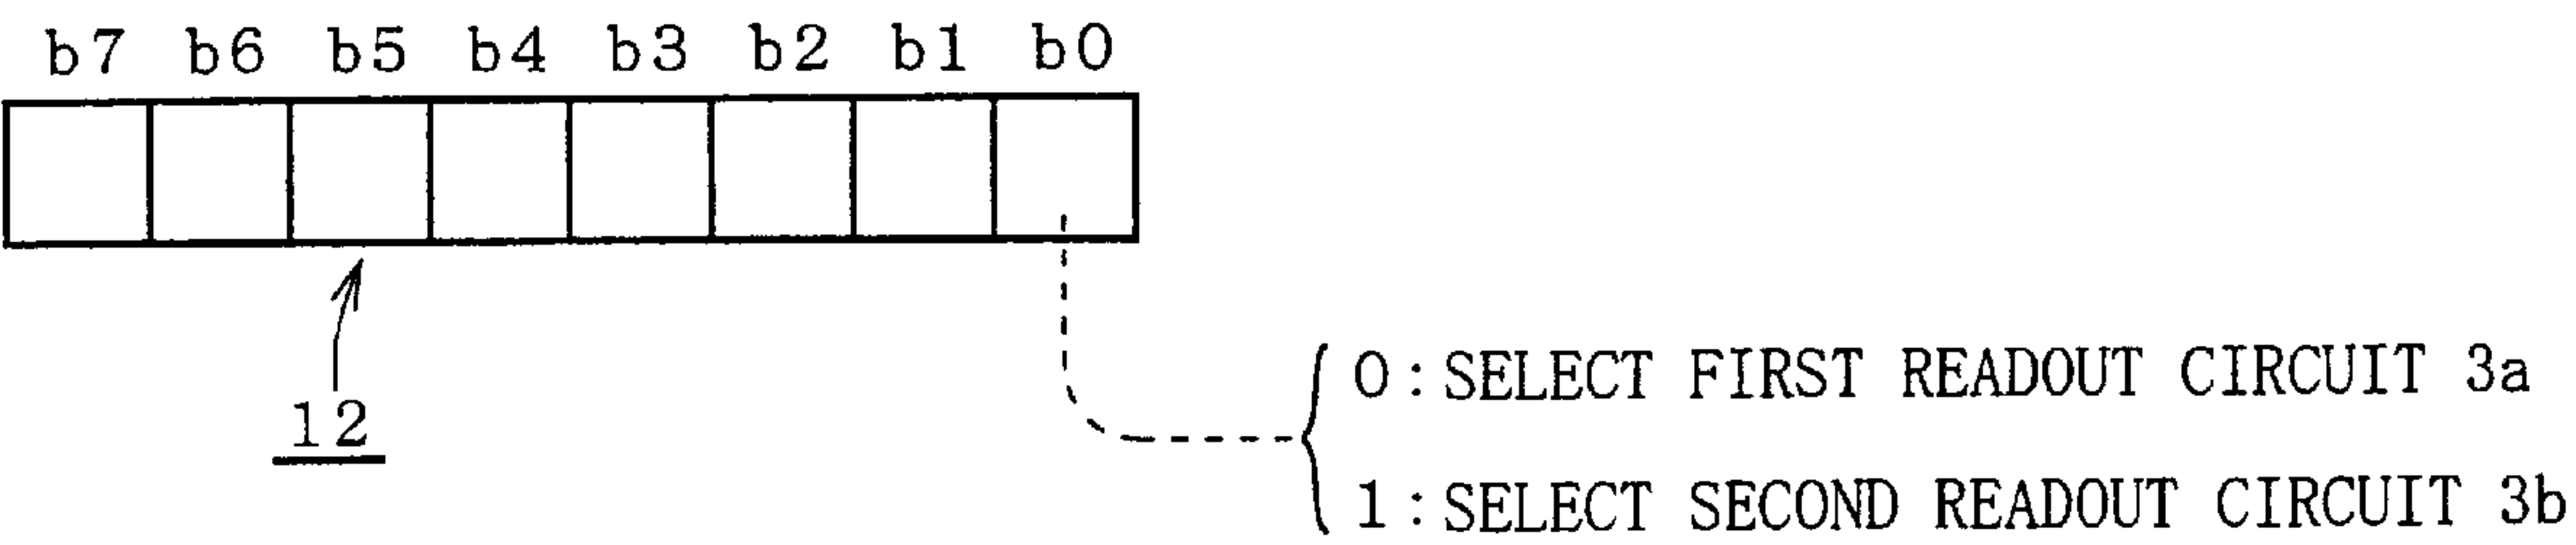 b7 b6 b5 b4 b3 b2 b1 b0
12
0:SELECT FIRST READOUT CIRCUIT 3a
1:SELECT SECOND READOUT CIRCUIT 3b